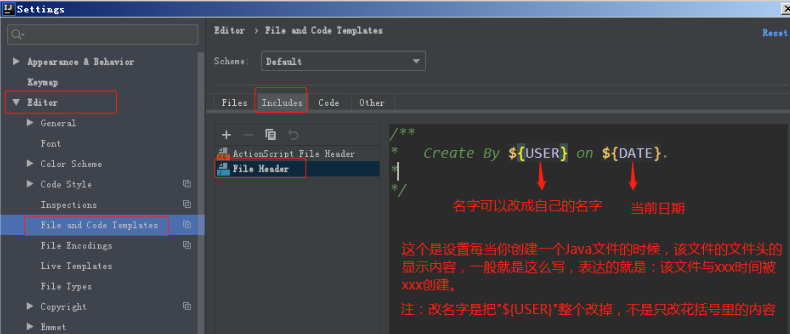 Settings
Editor › File and Code Templates
Reset
Scheme: Default
Appearance & Behavior
Keymap
Editor
General
Font
Color Scheme
Code Style
Inspections
File and Code Templates
File Encodings
Live Templates
File Types
Copyright
Emmet
Files Includes Code Other
ActionScript File Header
File Header
/**
* Create By ${USER} on ${DATE}.
*
*/
名字可以改成自己的名字
当前日期
这个是设置每当你创建一个Java文件的时候，该文件的文件头的
显示内容，一般就是这么写，表达的就是：该文件与xxx时间被
xxx创建。
注：改名字是把"${USER}"整个改掉，不是只改花括号里的内容